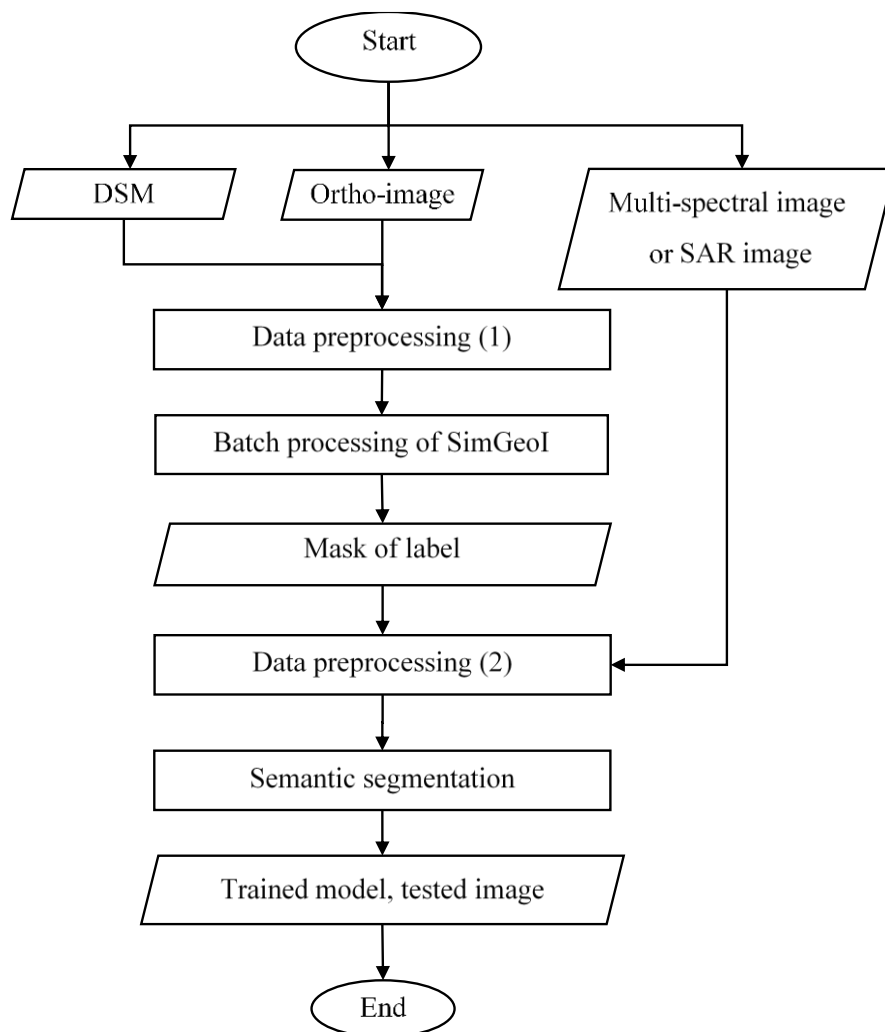 Start
DSM
Ortho-image
Multi-spectral image
or SAR image
Data preprocessing (1)
Batch processing of SimGeoI
Mask of label
Data preprocessing (2)
Semantic segmentation
Trained model, tested image
End